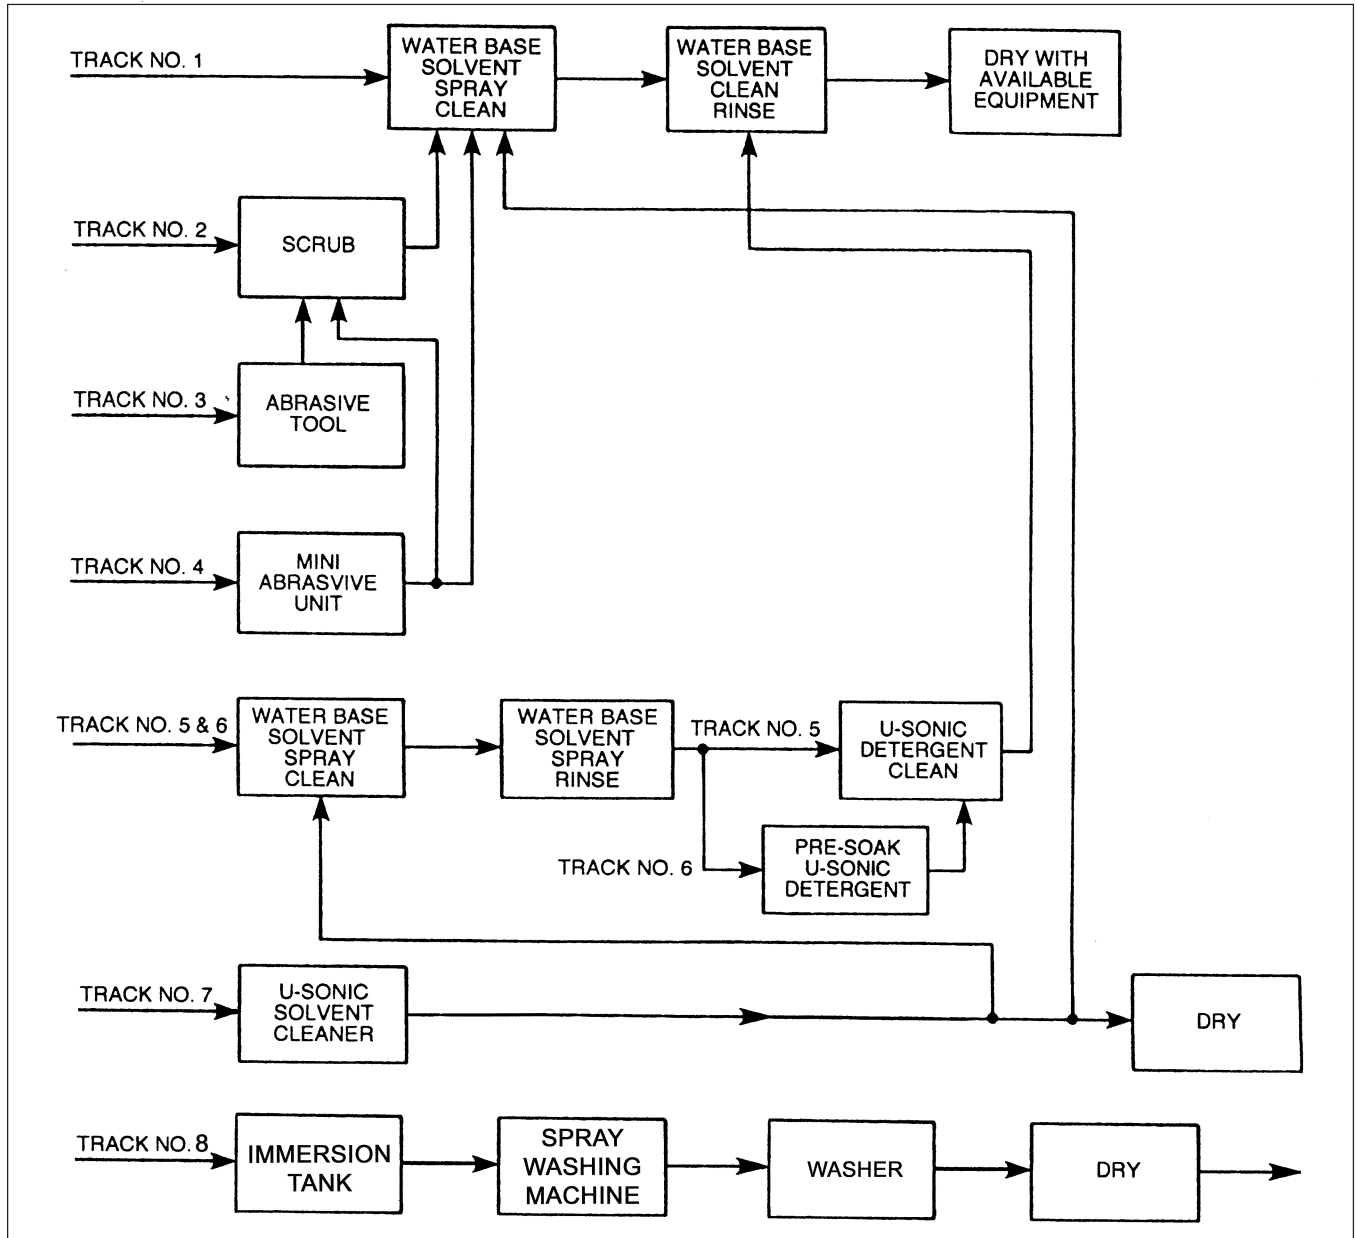 TRACK NO. 1
WATER BASE
SOLVENT
SPRAY
CLEAN
WATER BASE
SOLVENT
CLEAN
RINSE
DRY WITH
AVAILABLE
EQUIPMENT
TRACK NO. 2
SCRUB
TRACK NO. 3
ABRASIVE
TOOL
TRACK NO. 4
MINI
ABRASVIVE
UNIT
TRACK NO. 5 & 6
WATER BASE
SOLVENT
SPRAY
CLEAN
WATER BASE
SOLVENT
SPRAY
RINSE
TRACK NO. 5
U-SONIC
DETERGENT
CLEAN
TRACK NO. 6
PRE-SOAK
U-SONIC
DETERGENT
TRACK NO. 7
U-SONIC
SOLVENT
CLEANER
DRY
TRACK NO. 8
IMMERSION
TANK
SPRAY
WASHING
MACHINE
WASHER
DRY